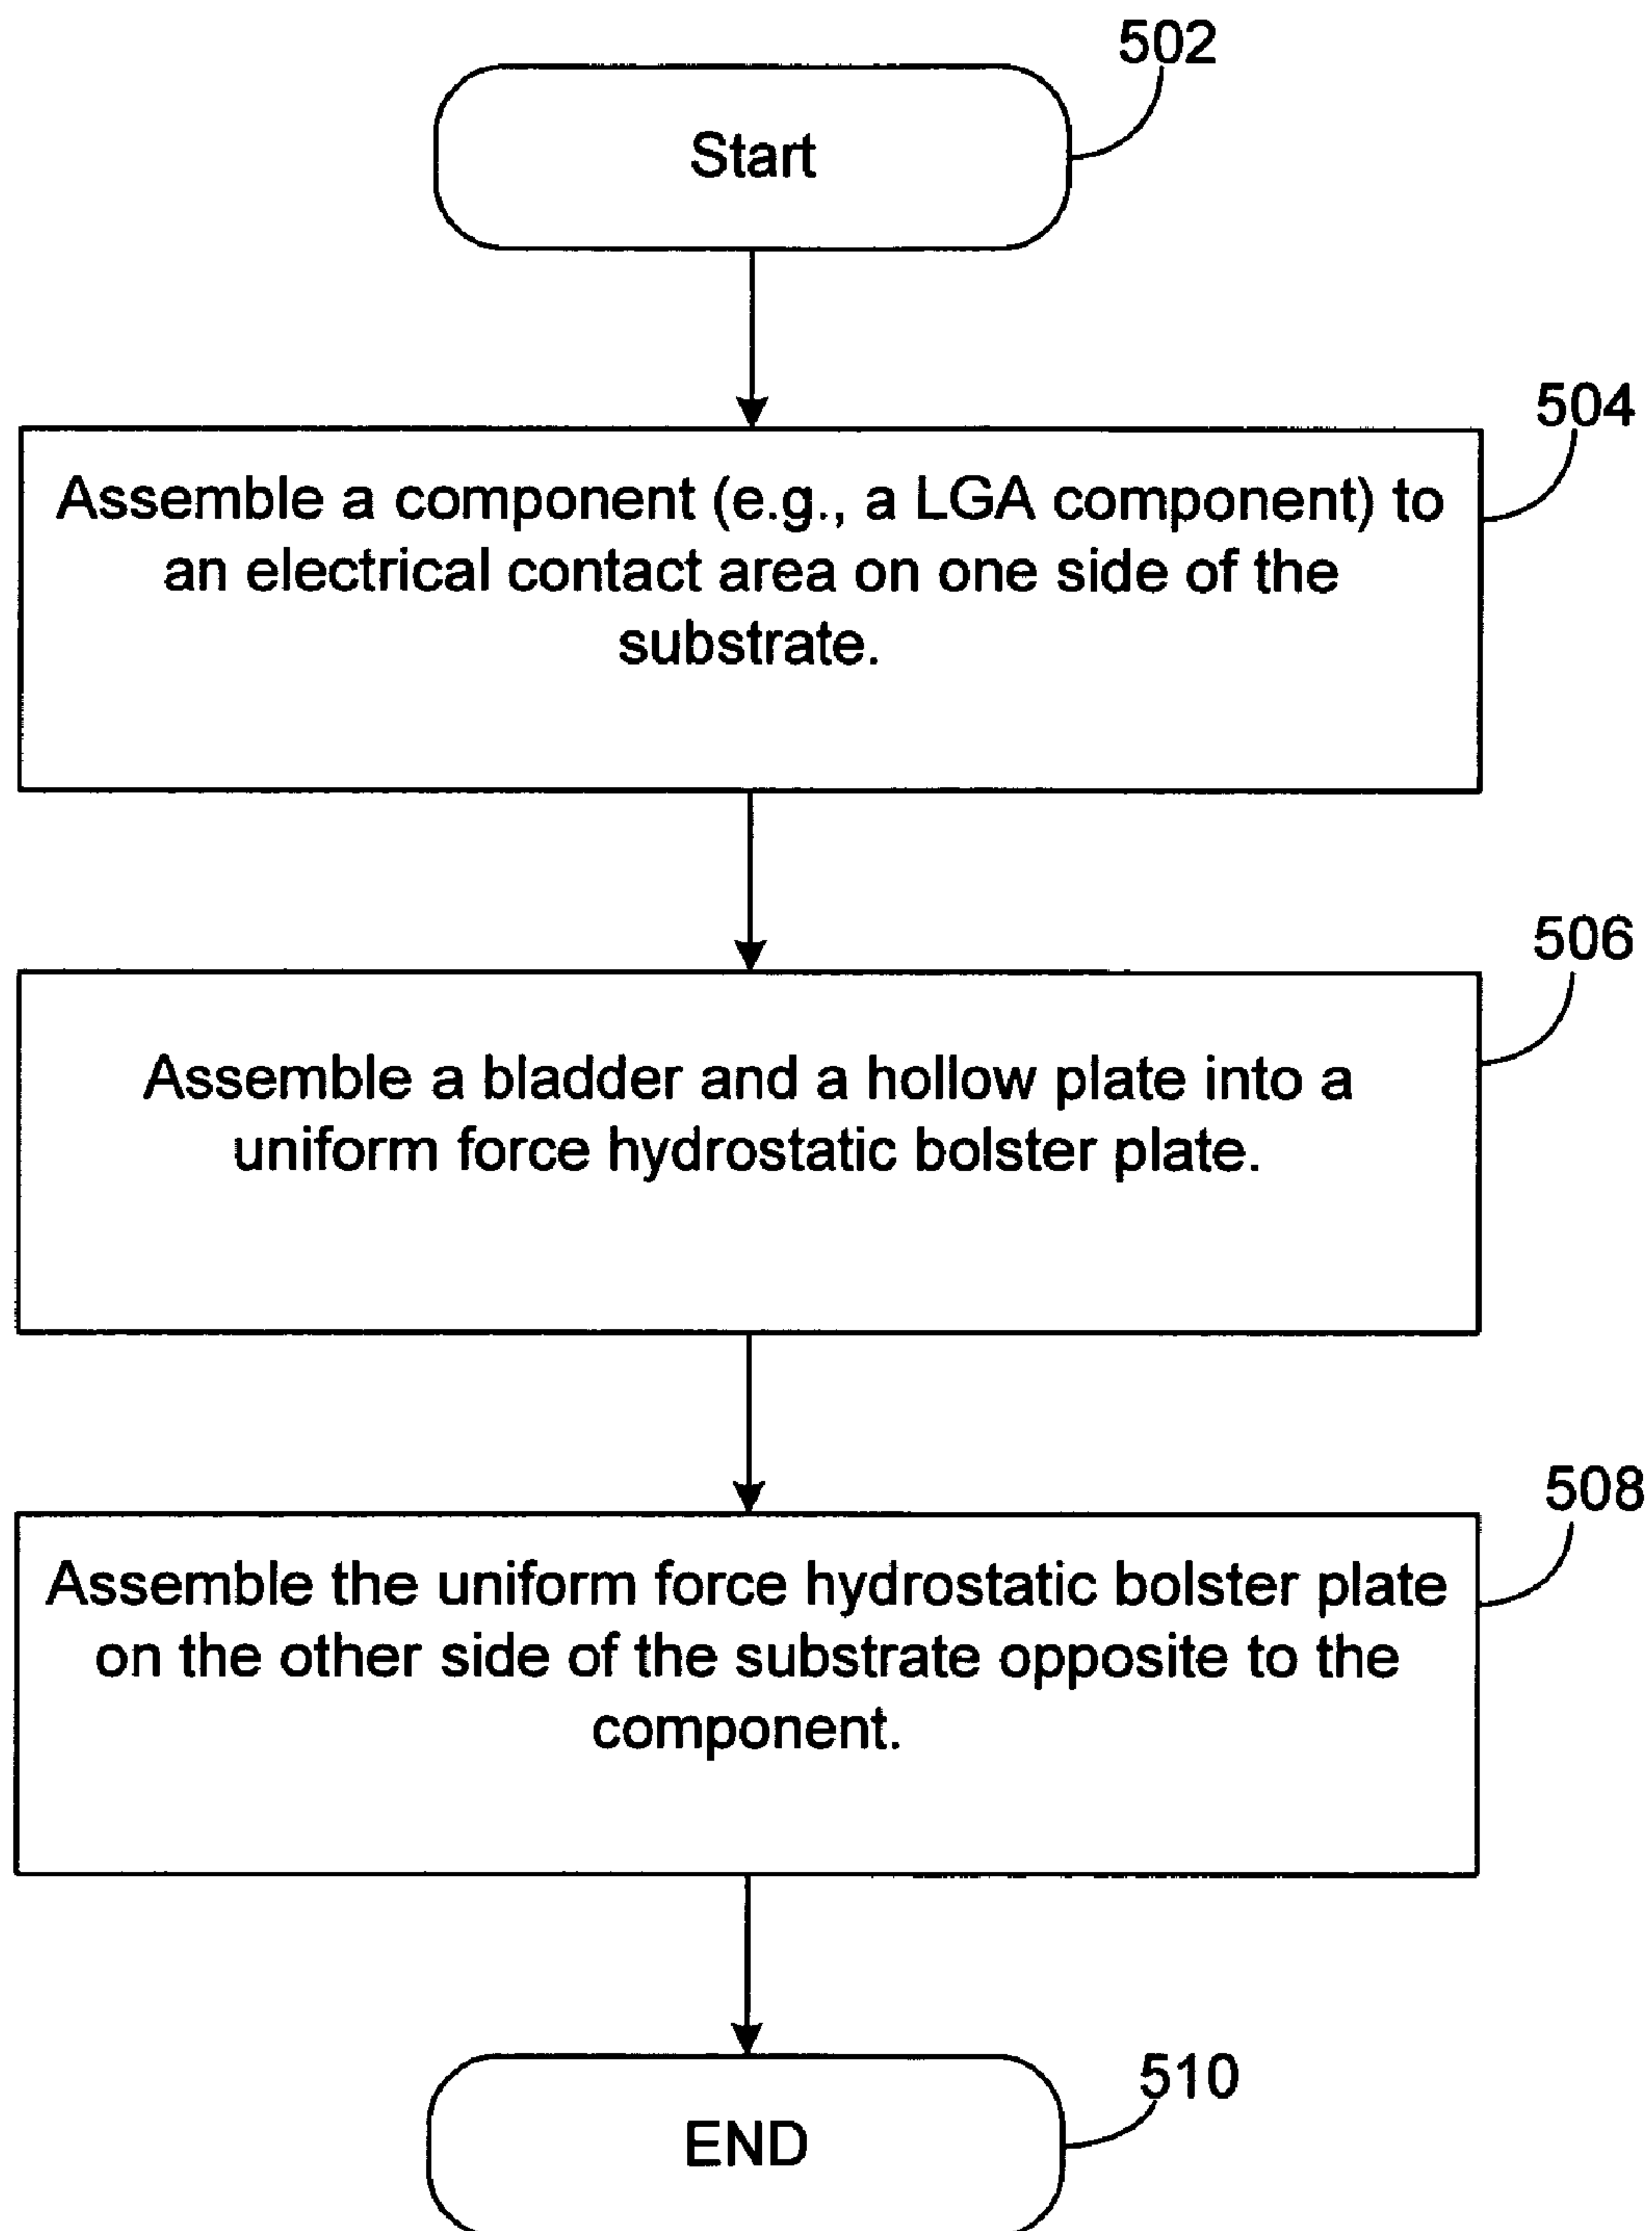 502
Start
504
Assemble a component (e.g., a LGA component) to
an electrical contact area on one side of the
substrate.
506
Assemble a bladder and a hollow plate into a
uniform force hydrostatic bolster plate.
508
Assemble the uniform force hydrostatic bolster plate
on the other side of the substrate opposite to the
component.
510
END